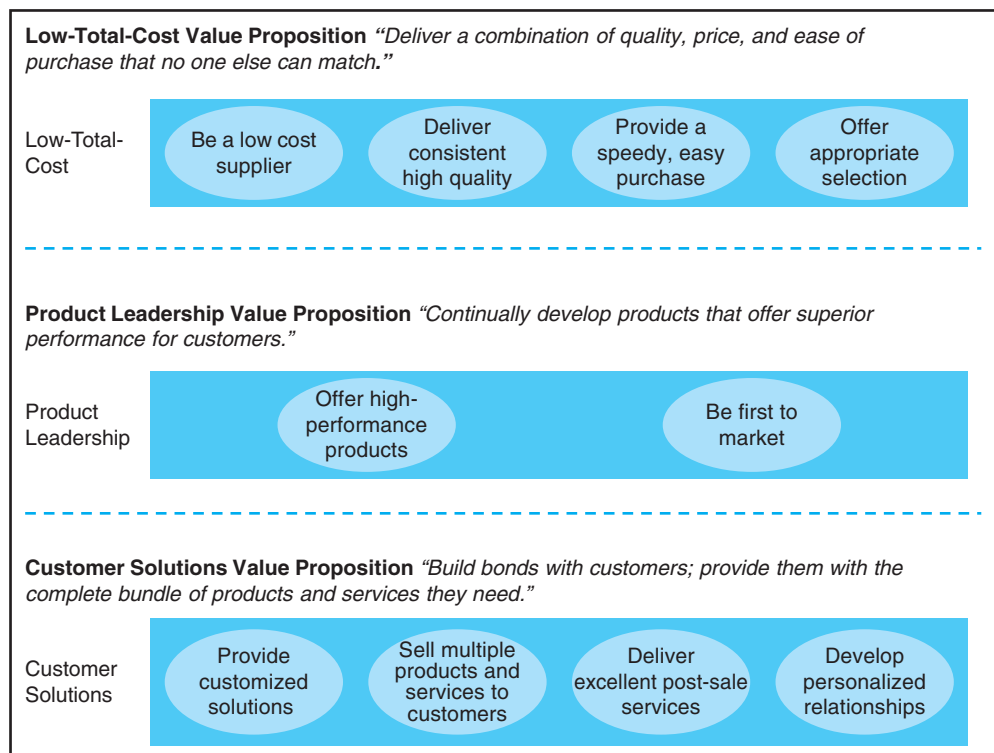 Low-Total-Cost Value Proposition “Deliver a combination of quality, price, and ease of
purchase that no one else can match.”
Low-Total-
Cost
Be a low cost
supplier
Deliver
consistent
high quality
Provide a
speedy, easy
purchase
Offer
appropriate
selection
Product Leadership Value Proposition “Continually develop products that offer superior
performance for customers.”
Product
Leadership
Offer high-
performance
products
Be first to
market
Customer Solutions Value Proposition “Build bonds with customers; provide them with the
complete bundle of products and services they need.”
Customer
Solutions
Provide
customized
solutions
Sell multiple
products and
services to
customers
Deliver
excellent post-sale
services
Develop
personalized
relationships